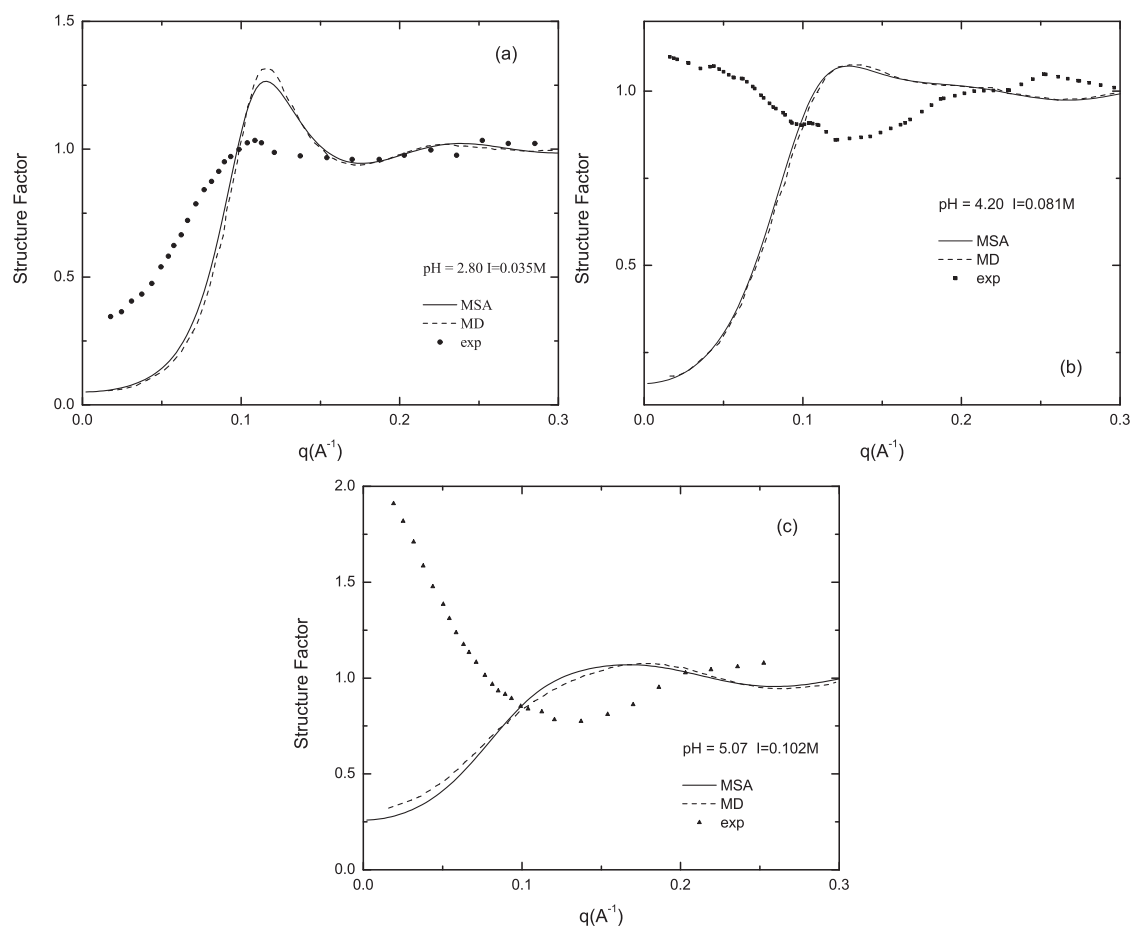 1.5
(a)
1.0
Structure Factor
0.5
pH = 2.80 I=0.035M
MSA
MD
exp
0.0
0.0 0.1 0.2 0.3
q(A⁻¹)
1.0
Structure Factor
pH = 4.20 I=0.081M
MSA
MD
exp
0.5
(b)
0.0 0.1 0.2 0.3
q(A⁻¹)
2.0
(c)
1.5
Structure Factor
1.0
pH = 5.07 I=0.102M
MSA
MD
exp
0.5
0.0
0.0 0.1 0.2 0.3
q(A⁻¹)